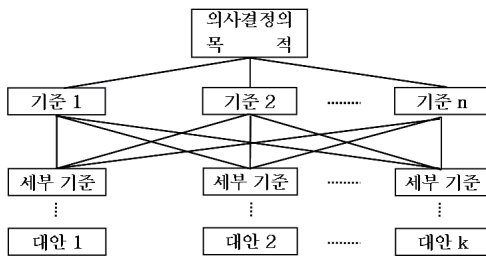 의사결정의
목 적
기준 1 기준 2 ········ 기준 n
세부 기준 세부 기준 ········ 세부 기준
대안 1 대안 2 ········ 대안 k